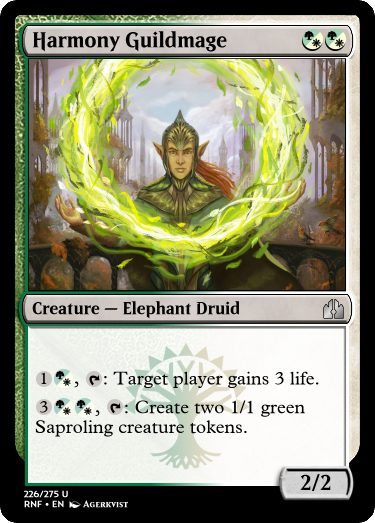 Harmony Guildmage
Creature — Elephant Druid
1 , : Target player gains 3 life.
3 , : Create two 1/1 green
Saproling creature tokens.
2/2
226/275 U
RNF • EN Agerkvist